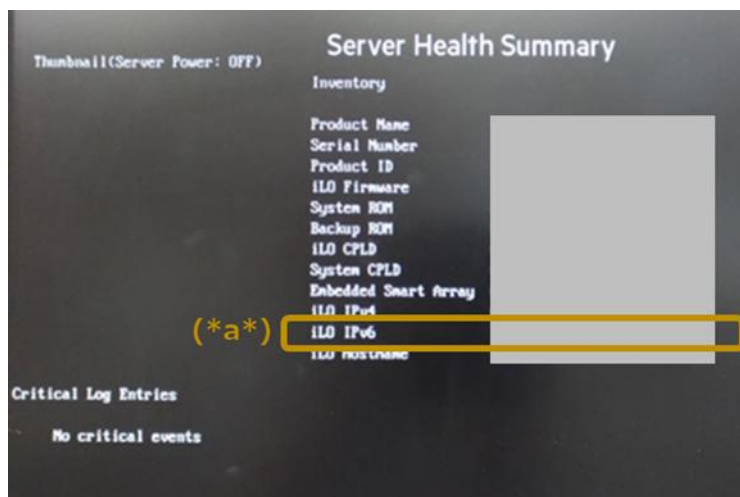 Thumbnail(Server Power: OFF)
Server Health Summary
Inventory
Product Name
Serial Number
Product ID
iLO Firmware
System ROM
Backup ROM
iLO CPLD
System CPLD
Embedded Smart Array
iLO IPv4
(*a*)
iLO IPv6
iLO Hostname
Critical Log Entries
No critical events